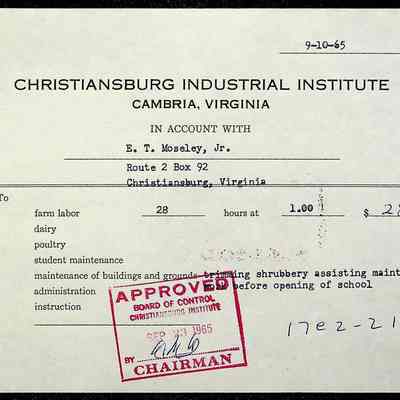 9-10-65
CHRISTIANSBURG INDUSTRIAL INSTITUTE
CAMBRIA, VIRGINIA
IN ACCOUNT WITH
E. T. Moseley, Jr.
Route 2 Box 92
Christiansburg, Virginia
To
farm labor 28 hours at 1.00 $ 28
dairy
poultry
student maintenance
maintenance of buildings and grounds trimming shrubbery assisting maint
administration before opening of school
instruction
APPROVED
BOARD OF CONTROL
CHRISTIANSBURG INSTITUTE
SEP 23 1965
BY
CHAIRMAN
17e2-21